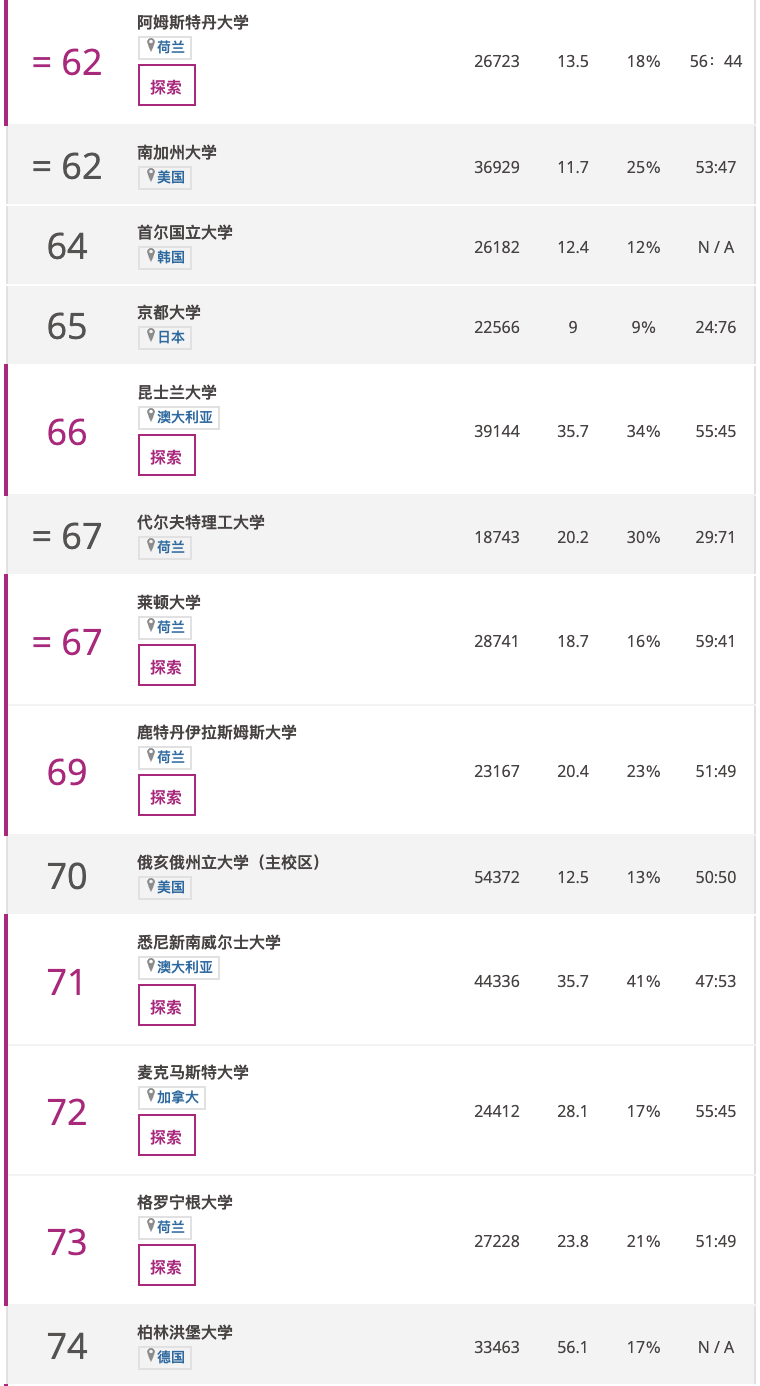 阿姆斯特丹大学
荷兰
探索
= 62 26723 13.5 18% 56：44
南加州大学
美国
= 62 36929 11.7 25% 53:47
首尔国立大学
韩国
64 26182 12.4 12% N / A
京都大学
日本
65 22566 9 9% 24:76
昆士兰大学
澳大利亚
探索
66 39144 35.7 34% 55:45
代尔夫特理工大学
荷兰
= 67 18743 20.2 30% 29:71
莱顿大学
荷兰
探索
= 67 28741 18.7 16% 59:41
鹿特丹伊拉斯姆斯大学
荷兰
探索
69 23167 20.4 23% 51:49
俄亥俄州立大学（主校区）
美国
70 54372 12.5 13% 50:50
悉尼新南威尔士大学
澳大利亚
探索
71 44336 35.7 41% 47:53
麦克马斯特大学
加拿大
探索
72 24412 28.1 17% 55:45
格罗宁根大学
荷兰
探索
73 27228 23.8 21% 51:49
柏林洪堡大学
德国
74 33463 56.1 17% N / A